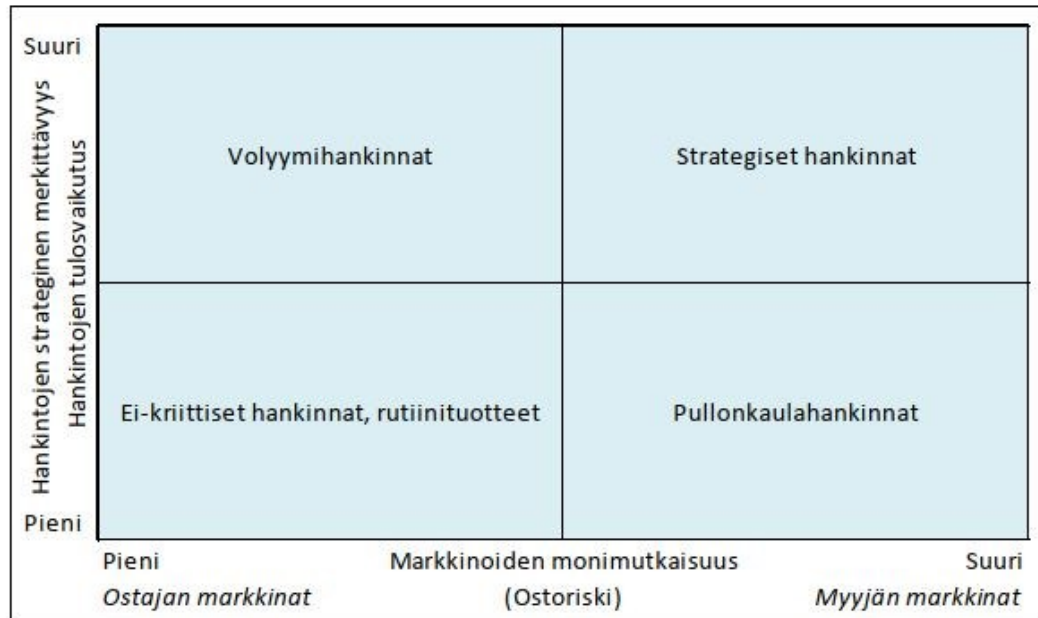 Suuri
Hankintojen strateginen merkittävyys
Hankintojen tulosvaikutus
Volyymihankinnat
Strategiset hankinnat
Ei-kriittiset hankinnat, rutiinituotteet
Pullonkaulahankinnat
Pieni
Pieni
Markkinoiden monimutkaisuus
Suuri
Ostajan markkinat
(Ostoriski)
Myyjän markkinat